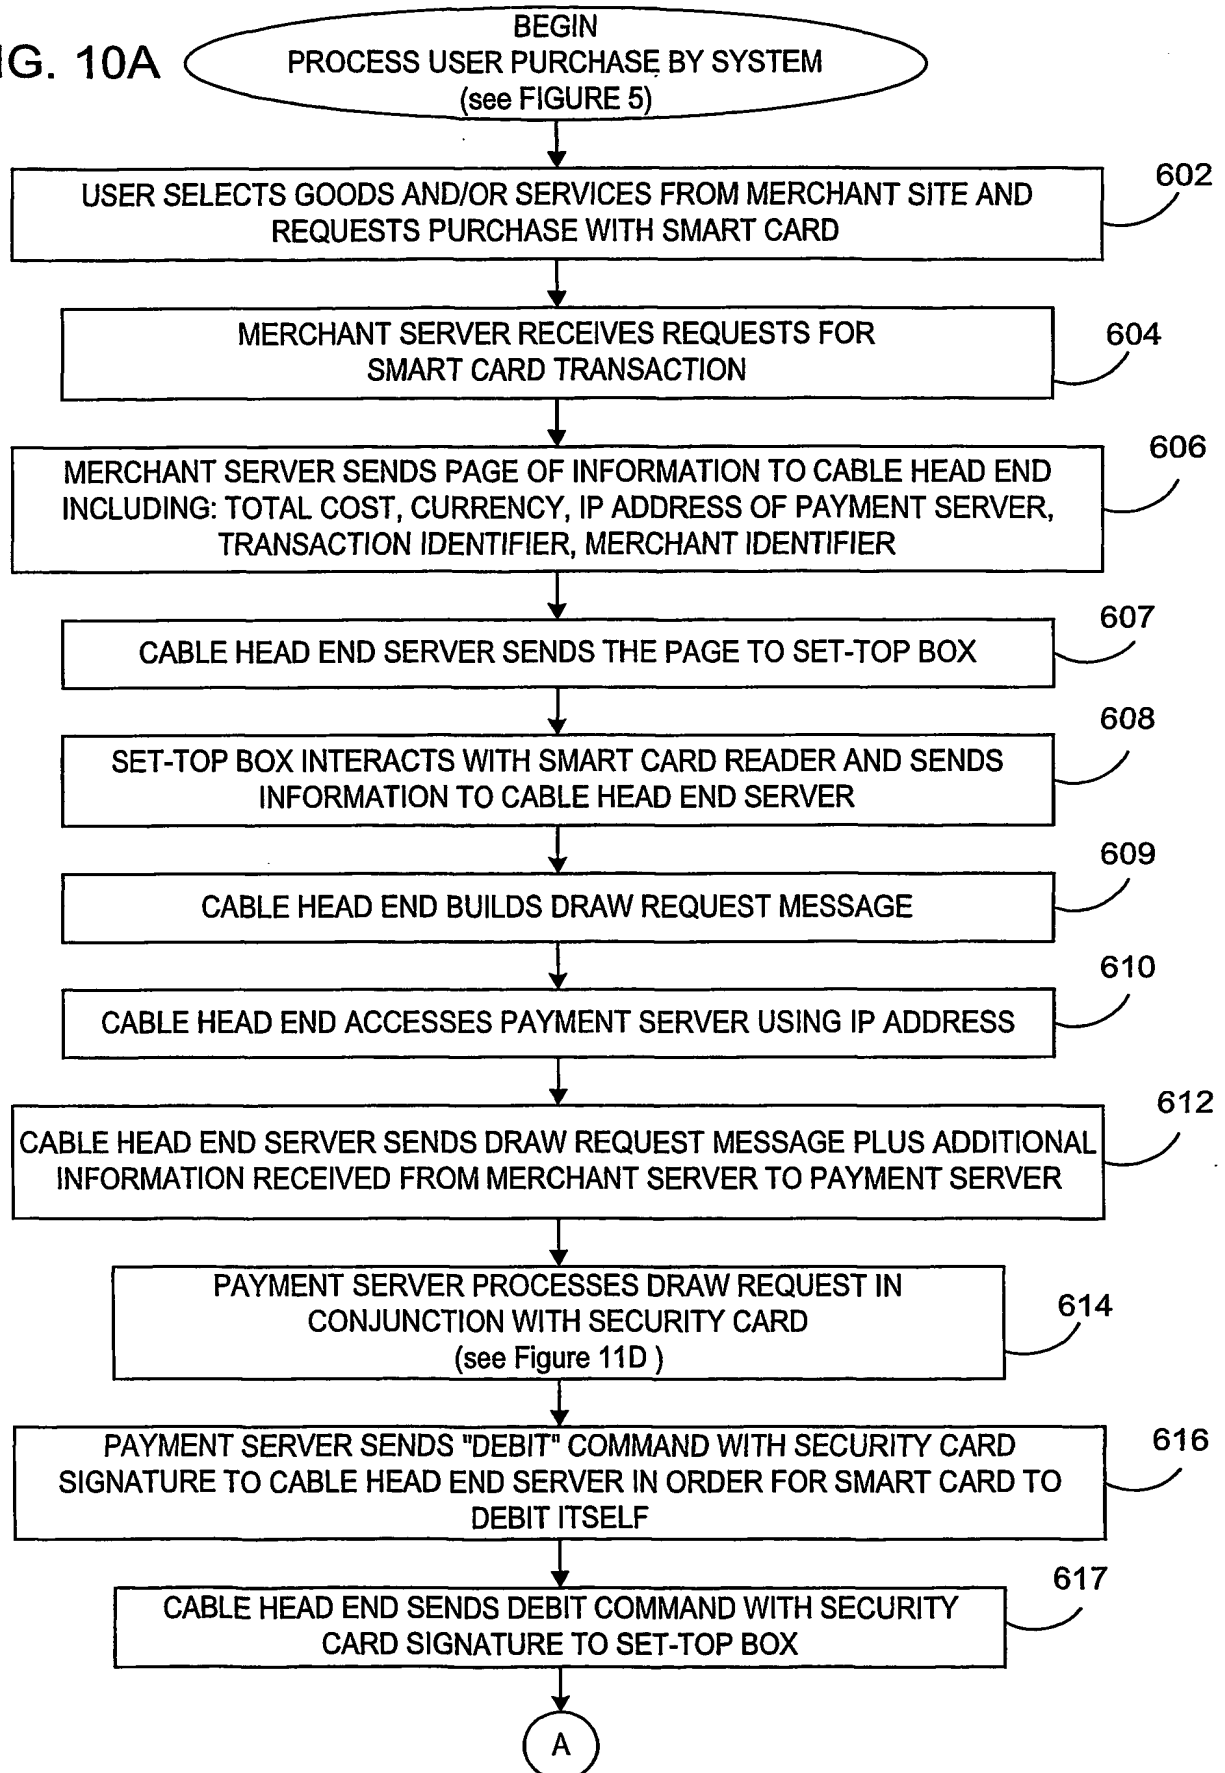 IG. 10A
BEGIN
PROCESS USER PURCHASE BY SYSTEM
(see FIGURE 5)
602
USER SELECTS GOODS AND/OR SERVICES FROM MERCHANT SITE AND
REQUESTS PURCHASE WITH SMART CARD
604
MERCHANT SERVER RECEIVES REQUESTS FOR
SMART CARD TRANSACTION
606
MERCHANT SERVER SENDS PAGE OF INFORMATION TO CABLE HEAD END
INCLUDING: TOTAL COST, CURRENCY, IP ADDRESS OF PAYMENT SERVER,
TRANSACTION IDENTIFIER, MERCHANT IDENTIFIER
607
CABLE HEAD END SERVER SENDS THE PAGE TO SET-TOP BOX
608
SET-TOP BOX INTERACTS WITH SMART CARD READER AND SENDS
INFORMATION TO CABLE HEAD END SERVER
609
CABLE HEAD END BUILDS DRAW REQUEST MESSAGE
610
CABLE HEAD END ACCESSES PAYMENT SERVER USING IP ADDRESS
612
CABLE HEAD END SERVER SENDS DRAW REQUEST MESSAGE PLUS ADDITIONAL
INFORMATION RECEIVED FROM MERCHANT SERVER TO PAYMENT SERVER
614
PAYMENT SERVER PROCESSES DRAW REQUEST IN
CONJUNCTION WITH SECURITY CARD
(see Figure 11D )
616
PAYMENT SERVER SENDS "DEBIT" COMMAND WITH SECURITY CARD
SIGNATURE TO CABLE HEAD END SERVER IN ORDER FOR SMART CARD TO
DEBIT ITSELF
617
CABLE HEAD END SENDS DEBIT COMMAND WITH SECURITY
CARD SIGNATURE TO SET-TOP BOX
A